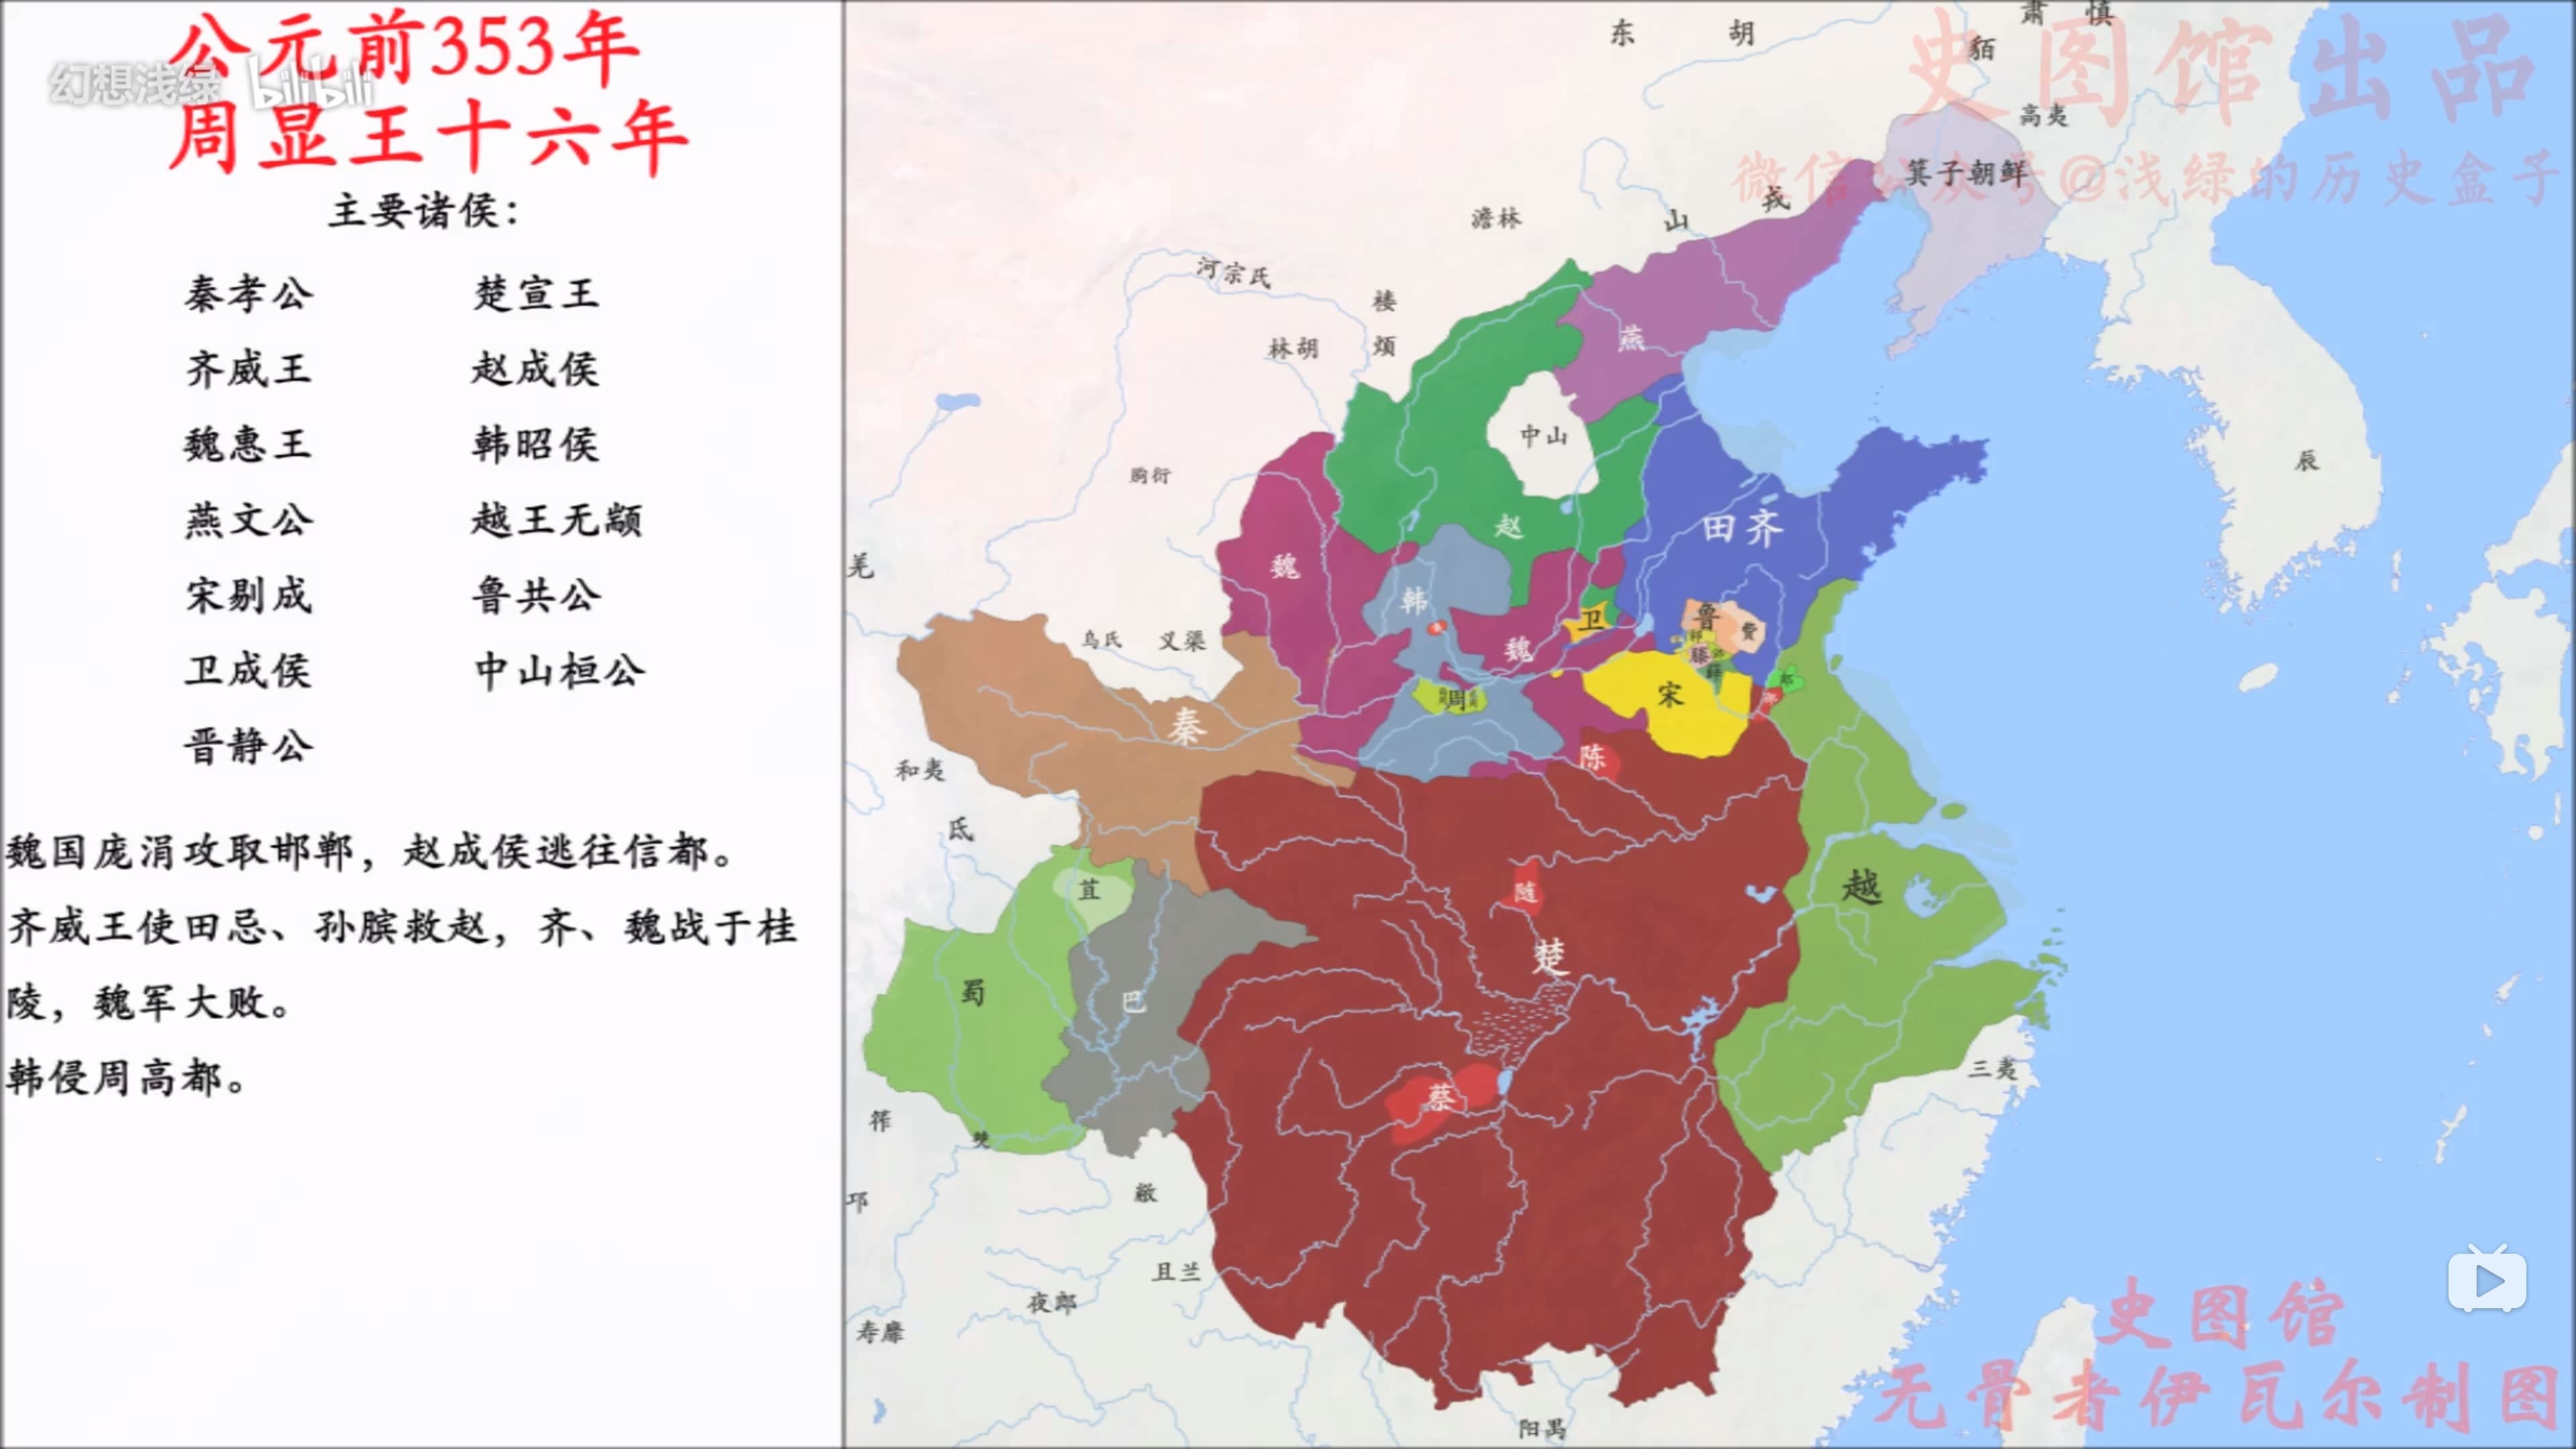 公元前353年
幻想浅绿 bilibili
周显王十六年
主要诸侯：
秦孝公 楚宣王
齐威王 赵成侯
魏惠王 韩昭侯
燕文公 越王无颛
宋剔成 鲁共公
卫成侯 中山桓公
晋静公
魏国庞涓攻取邯郸，赵成侯逃往信都。
齐威王使田忌、孙膑救赵，齐、魏战于桂
陵，魏军大败。
韩侵周高都。
东胡
肃慎
貊
史图馆出品
高夷
箕子朝鲜
微信公众号@浅绿的历史盒子
山戎
澹林
河宗氏
楼烦
林胡
燕
中山
朐衍
赵
田齐
辰
羌
魏
韩
卫
鲁
费
魏
滕
薛
乌氏
义渠
周
宋
郯
秦
陈
和夷
氐
苴
随
越
楚
蜀
巴
蔡
三夷
筰
僰
邛
且兰
夜郎
寿靡
阳禺
史图馆
无骨者伊瓦尔制图